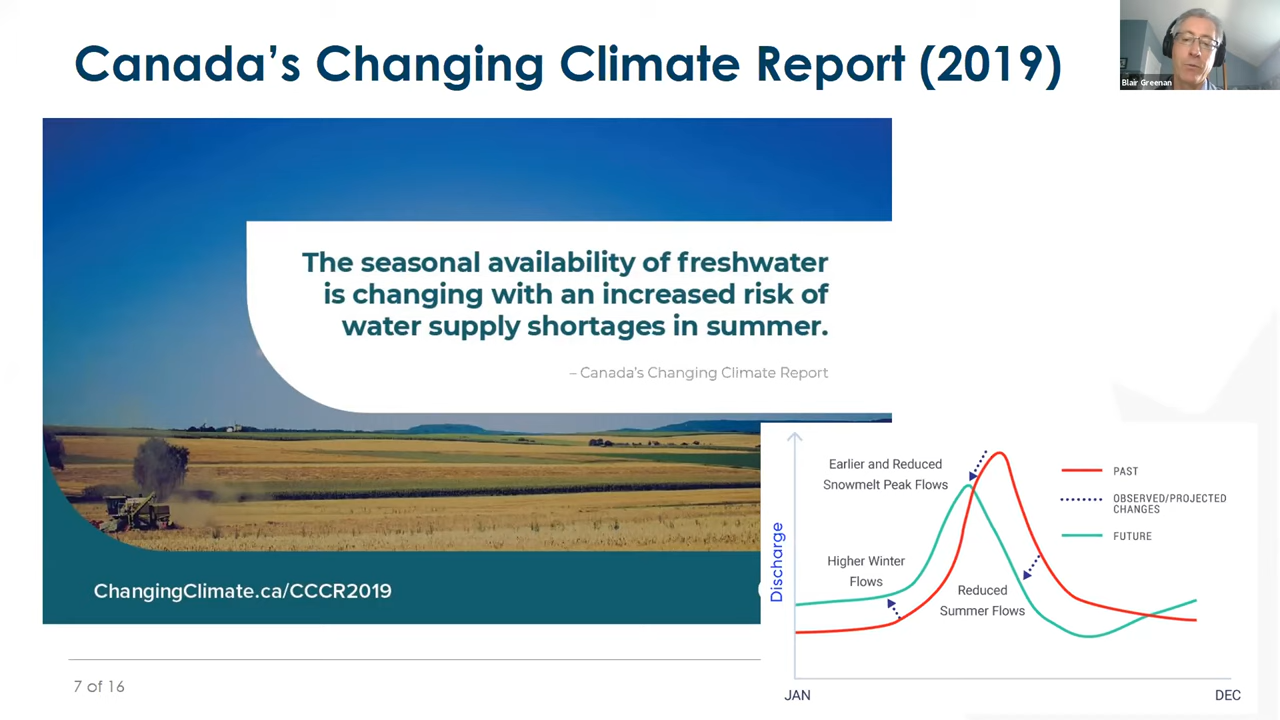 Canada's Changing Climate Report (2019)
Blair Greenan
The seasonal availability of freshwater
is changing with an increased risk of
water supply shortages in summer.
– Canada's Changing Climate Report
ChangingClimate.ca/CCCR2019
7 of 16
Discharge
Earlier and Reduced
Snowmelt Peak Flows
Higher Winter
Flows
Reduced
Summer Flows
PAST
OBSERVED/PROJECTED
CHANGES
FUTURE
JAN
DEC